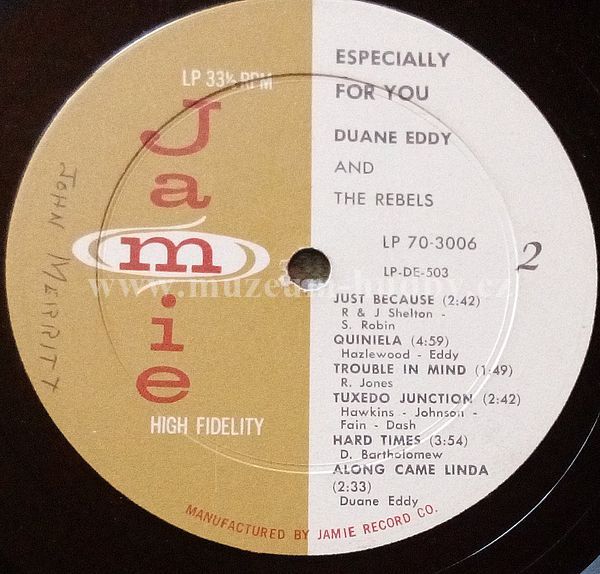 LP 33⅓ RPM
Jamie
HIGH FIDELITY
JOHN MERRITT
ESPECIALLY
FOR YOU
DUANE EDDY
AND
THE REBELS
LP 70-3006
LP-DE-503
2
JUST BECAUSE (2:42)
R & J Shelton -
S. Robin
QUINIELA (4:59)
Hazlewood - Eddy
TROUBLE IN MIND (1:49)
R. Jones
TUXEDO JUNCTION (2:42)
Hawkins - Johnson -
Fain - Dash
HARD TIMES (3:54)
D. Bartholomew
ALONG CAME LINDA
(2:33)
Duane Eddy
MANUFACTURED BY JAMIE RECORD CO.
www.muzeum-hudby.cz